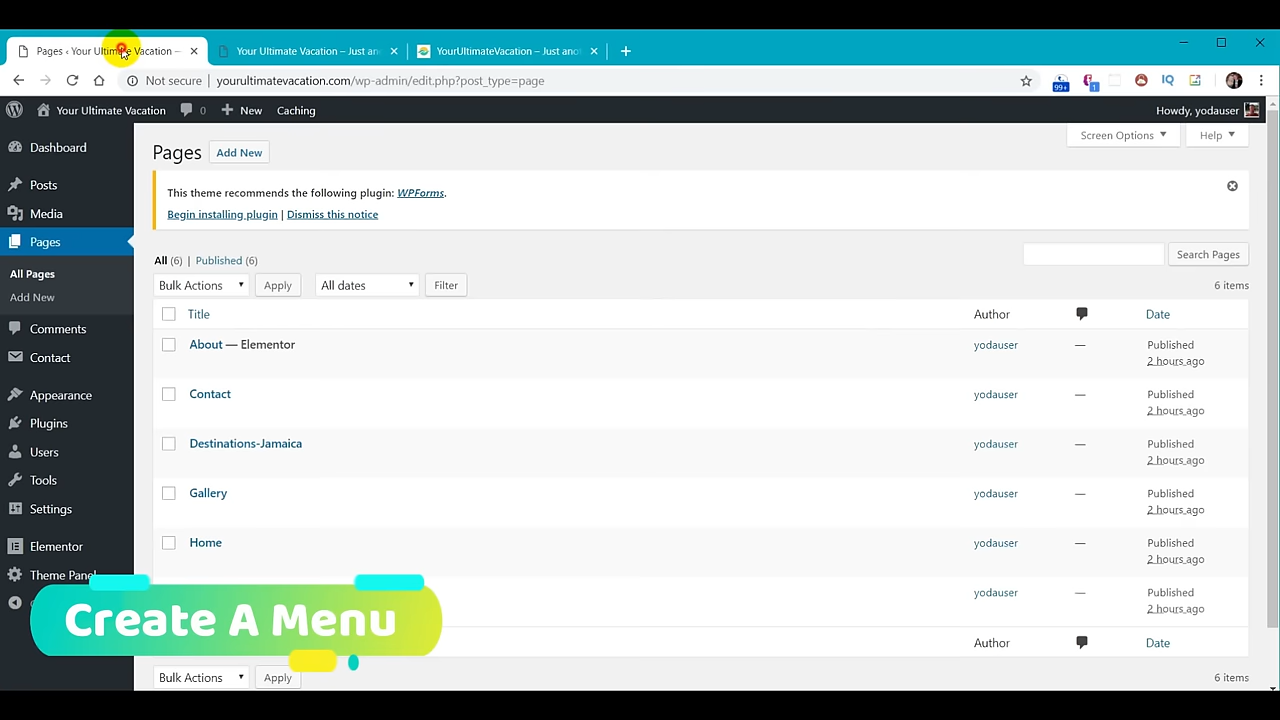 Pages ‹ Your Ultimate Vacation —
Your Ultimate Vacation – Just an
YourUltimateVacation – Just anot
Not secure
yourultimatevacation.com/wp-admin/edit.php?post_type=page
99+
1
IQ
Your Ultimate Vacation
0
New
Caching
Howdy, yodauser
Dashboard
Posts
Media
Pages
All Pages
Add New
Comments
Contact
Appearance
Plugins
Users
Tools
Settings
Elementor
Theme Panel
Screen Options
Help
Pages
Add New
This theme recommends the following plugin: WPForms.
Begin installing plugin | Dismiss this notice
All (6) | Published (6)
Search Pages
Bulk Actions
Apply
All dates
Filter
6 items
Title
Author
Date
About — Elementor
yodauser
—
Published
2 hours ago
Contact
yodauser
—
Published
2 hours ago
Destinations-Jamaica
yodauser
—
Published
2 hours ago
Gallery
yodauser
—
Published
2 hours ago
Home
yodauser
—
Published
2 hours ago
yodauser
—
Published
2 hours ago
Create A Menu
Author
Date
Bulk Actions
Apply
6 items